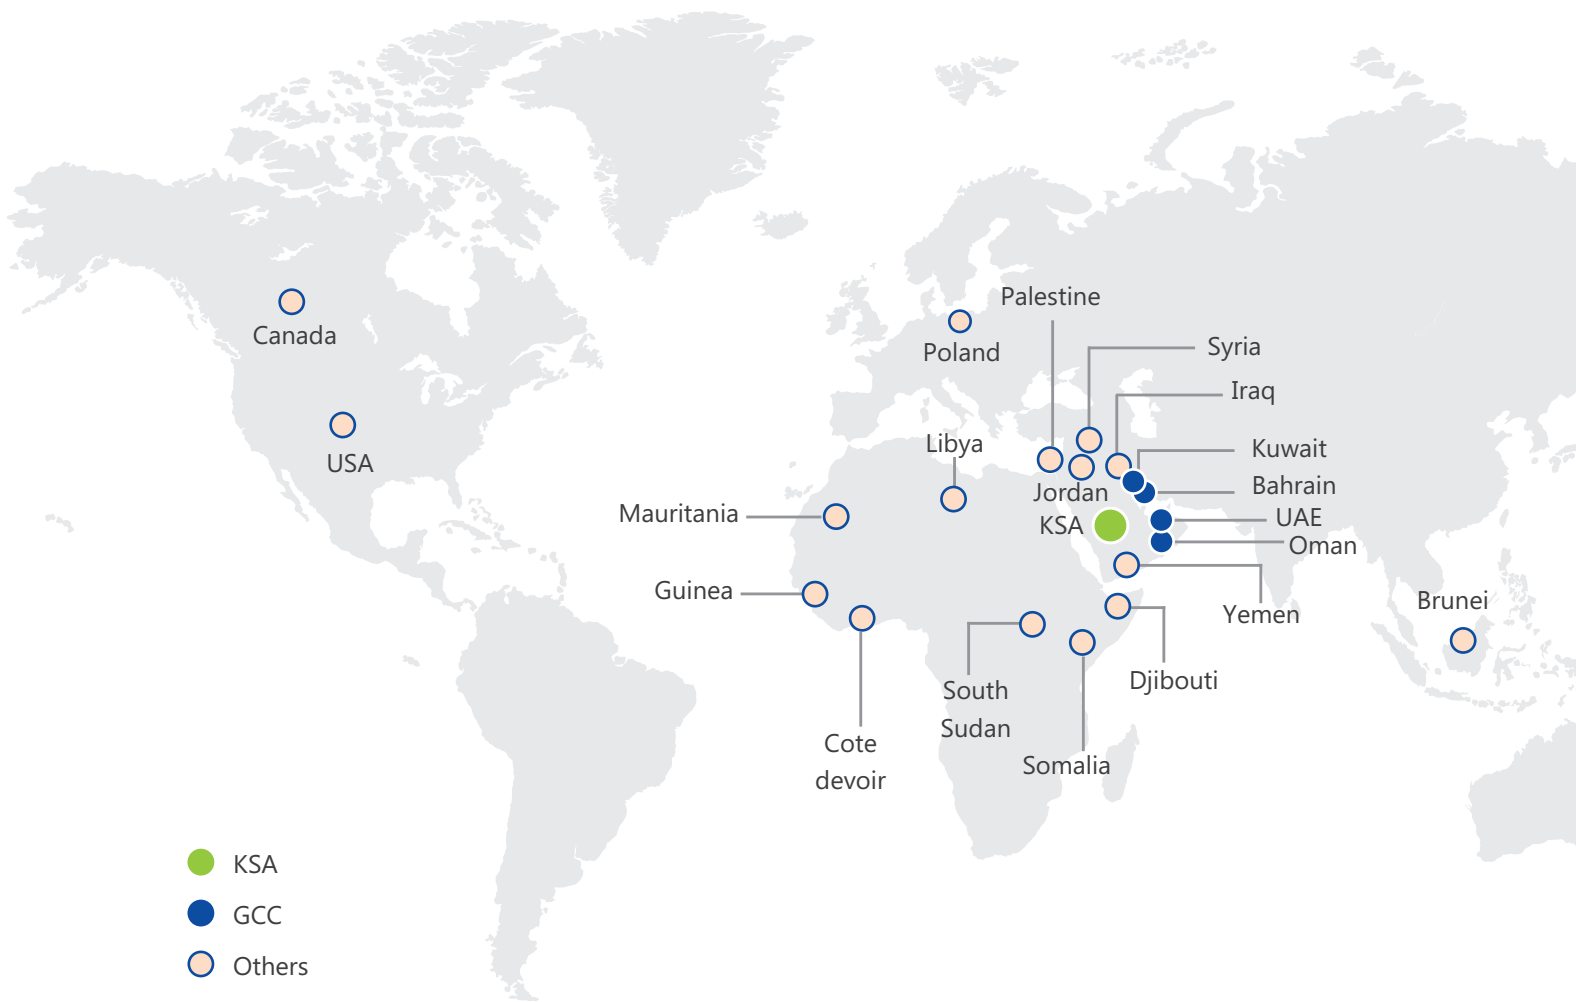 Palestine
Canada
Poland
Syria
Iraq
USA
Libya
Kuwait
Jordan
Bahrain
Mauritania
KSA
UAE
Oman
Guinea
Yemen
Brunei
South
Sudan
Djibouti
Cote
devoir
Somalia
KSA
GCC
Others